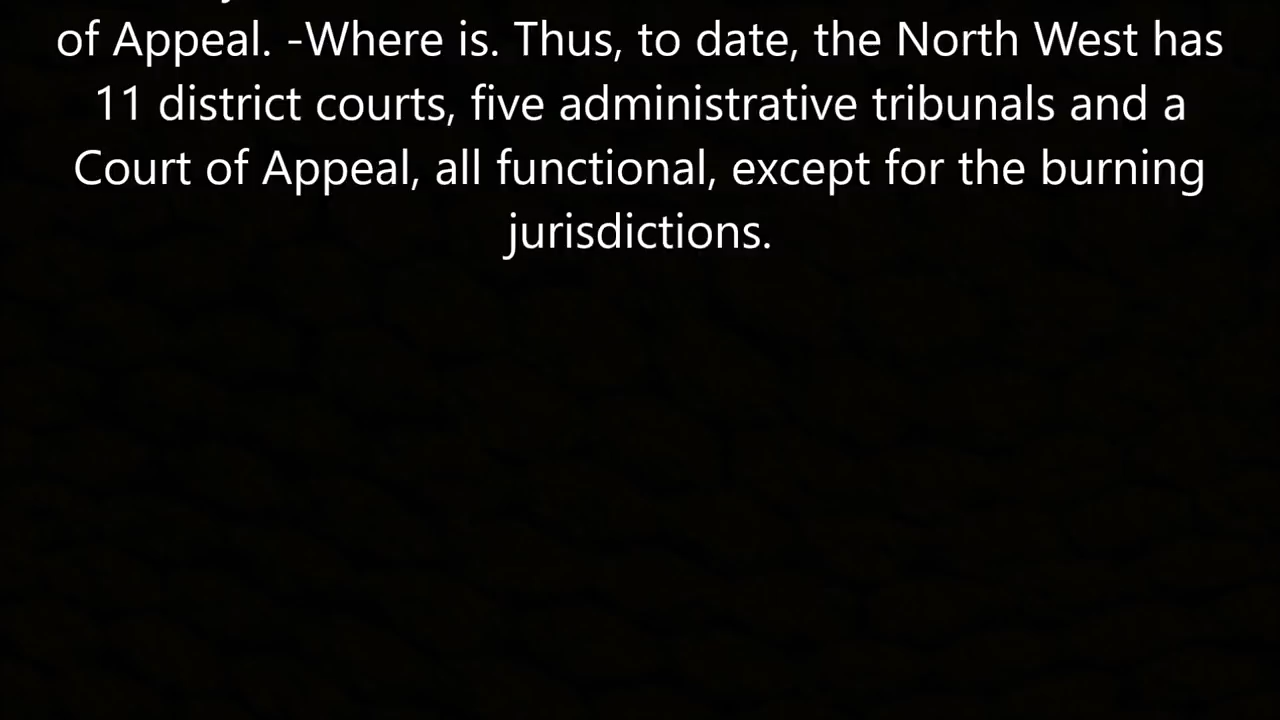 of Appeal. -Where is. Thus, to date, the North West has
11 district courts, five administrative tribunals and a
Court of Appeal, all functional, except for the burning
jurisdictions.